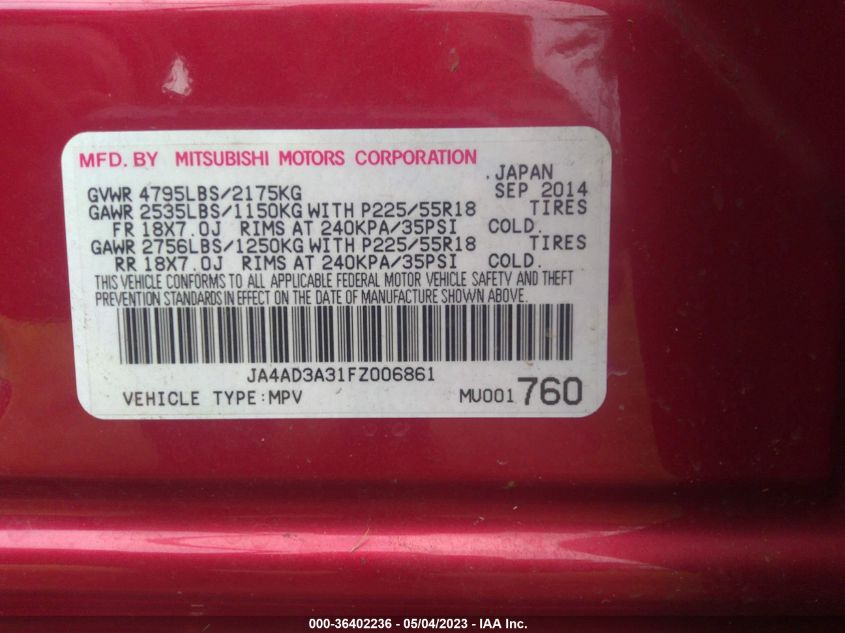 MFD. BY MITSUBISHI MOTORS CORPORATION
. JAPAN
GVWR 4795LBS/2175KG SEP 2014
GAWR 2535LBS/1150KG WITH P225/55R18 TIRES
FR 18X7.0J RIMS AT 240KPA/35PSI COLD.
GAWR 2756LBS/1250KG WITH P225/55R18 TIRES
RR 18X7.0J RIMS AT 240KPA/35PSI COLD.
THIS VEHICLE CONFORMS TO ALL APPLICABLE FEDERAL MOTOR VEHICLE SAFETY AND THEFT
PREVENTION STANDARDS IN EFFECT ON THE DATE OF MANUFACTURE SHOWN ABOVE.
JA4AD3A31FZ006861
VEHICLE TYPE:MPV MU001 760
000-36402236 - 05/04/2023 - IAA Inc.